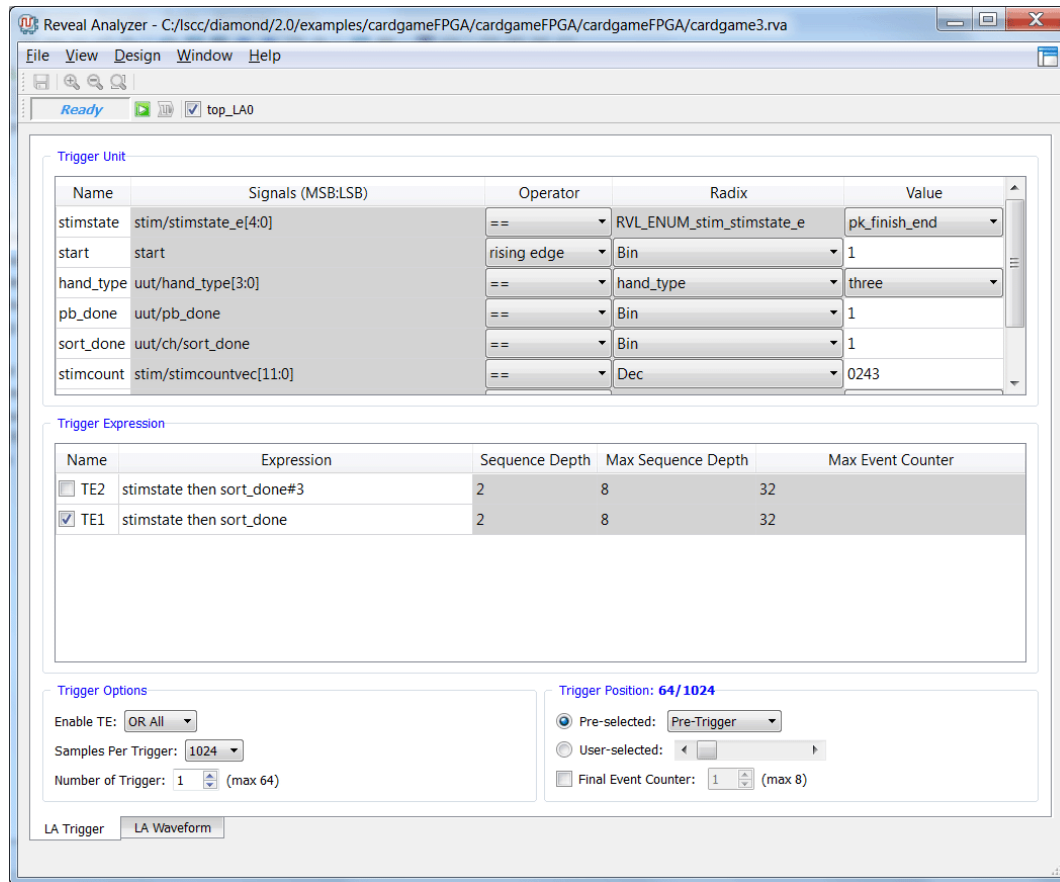 Reveal Analyzer - C:/lscc/diamond/2.0/examples/cardgameFPGA/cardgameFPGA/cardgameFPGA/cardgame3.rva
File View Design Window Help
Ready top_LA0
Trigger Unit
Name Signals (MSB:LSB) Operator Radix Value
stimstate stim/stimstate_e[4:0] == RVL_ENUM_stim_stimstate_e pk_finish_end
start start rising edge Bin 1
hand_type uut/hand_type[3:0] == hand_type three
pb_done uut/pb_done == Bin 1
sort_done uut/ch/sort_done == Bin 1
stimcount stim/stimcountvec[11:0] == Dec 0243
Trigger Expression
Name Expression Sequence Depth Max Sequence Depth Max Event Counter
TE2 stimstate then sort_done#3 2 8 32
TE1 stimstate then sort_done 2 8 32
Trigger Options
Enable TE: OR All
Samples Per Trigger: 1024
Number of Trigger: 1 (max 64)
Trigger Position: 64/1024
Pre-selected: Pre-Trigger
User-selected:
Final Event Counter: 1 (max 8)
LA Trigger LA Waveform